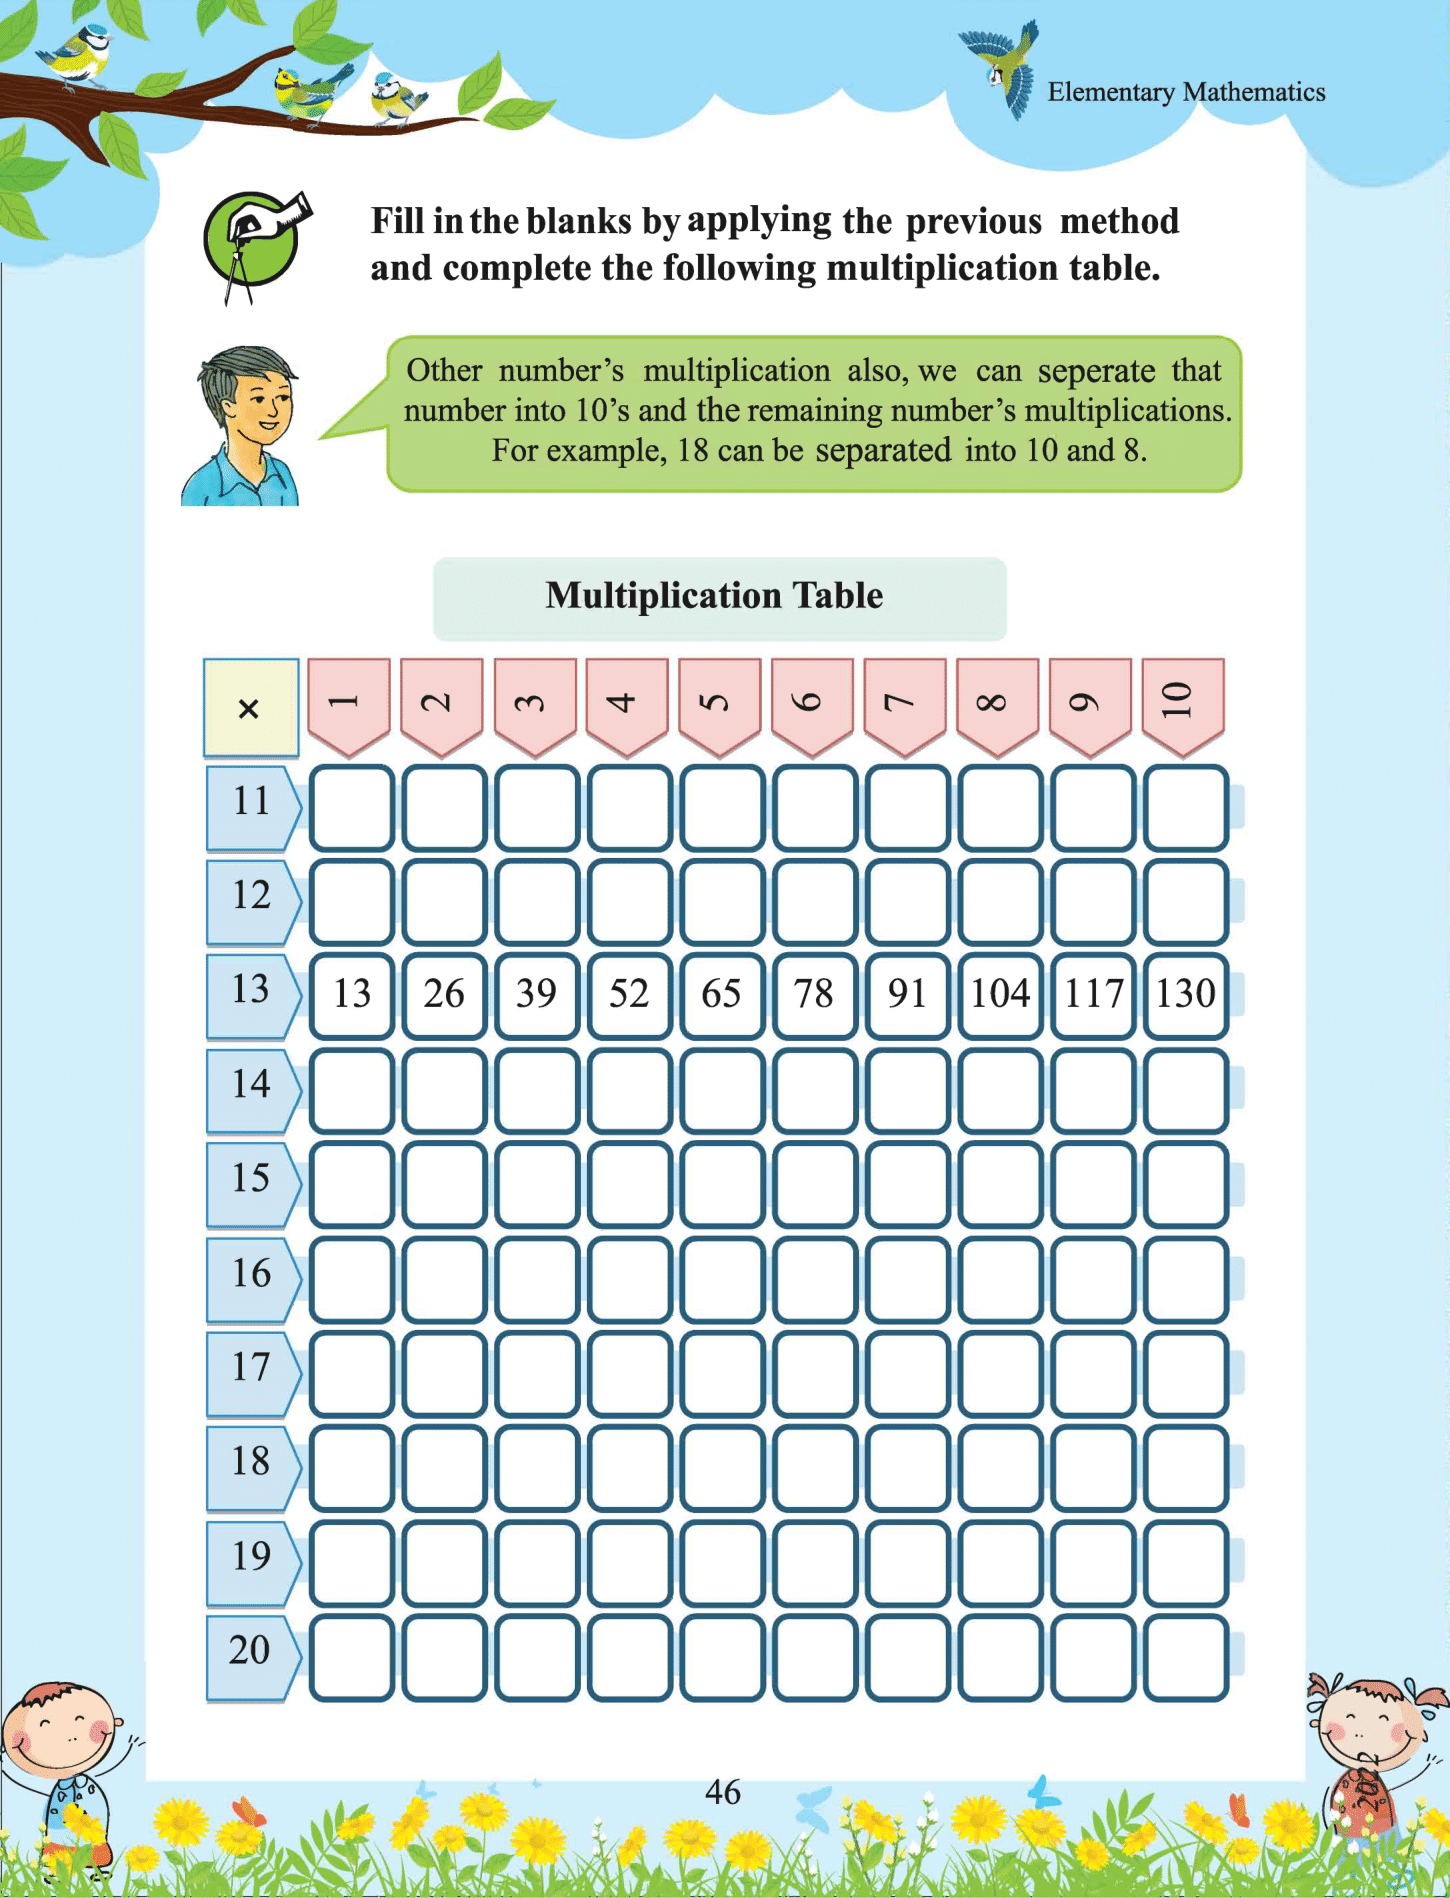 Elementary Mathematics
Fill in the blanks by applying the previous method
and complete the following multiplication table.
Other number’s multiplication also, we can seperate that
number into 10’s and the remaining number’s multiplications.
For example, 18 can be separated into 10 and 8.
Multiplication Table
× 1 2 3 4 5 6 7 8 9 10
11
12
13 13 26 39 52 65 78 91 104 117 130
14
15
16
17
18
19
20
46